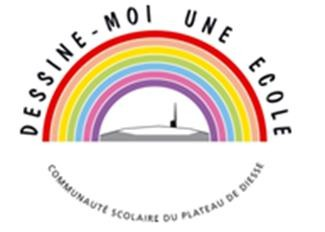 DESSINE-MOI UNE ECOLE
COMMUNAUTÉ SCOLAIRE DU PLATEAU DE DIESSE